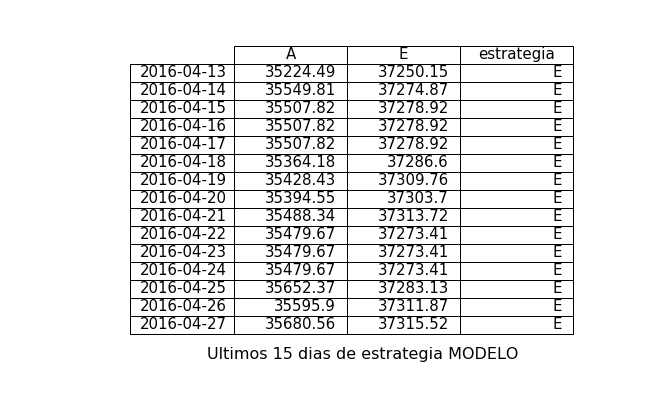 A E estrategia
2016-04-13 35224.49 37250.15 E
2016-04-14 35549.81 37274.87 E
2016-04-15 35507.82 37278.92 E
2016-04-16 35507.82 37278.92 E
2016-04-17 35507.82 37278.92 E
2016-04-18 35364.18 37286.6 E
2016-04-19 35428.43 37309.76 E
2016-04-20 35394.55 37303.7 E
2016-04-21 35488.34 37313.72 E
2016-04-22 35479.67 37273.41 E
2016-04-23 35479.67 37273.41 E
2016-04-24 35479.67 37273.41 E
2016-04-25 35652.37 37283.13 E
2016-04-26 35595.9 37311.87 E
2016-04-27 35680.56 37315.52 E
Ultimos 15 dias de estrategia MODELO